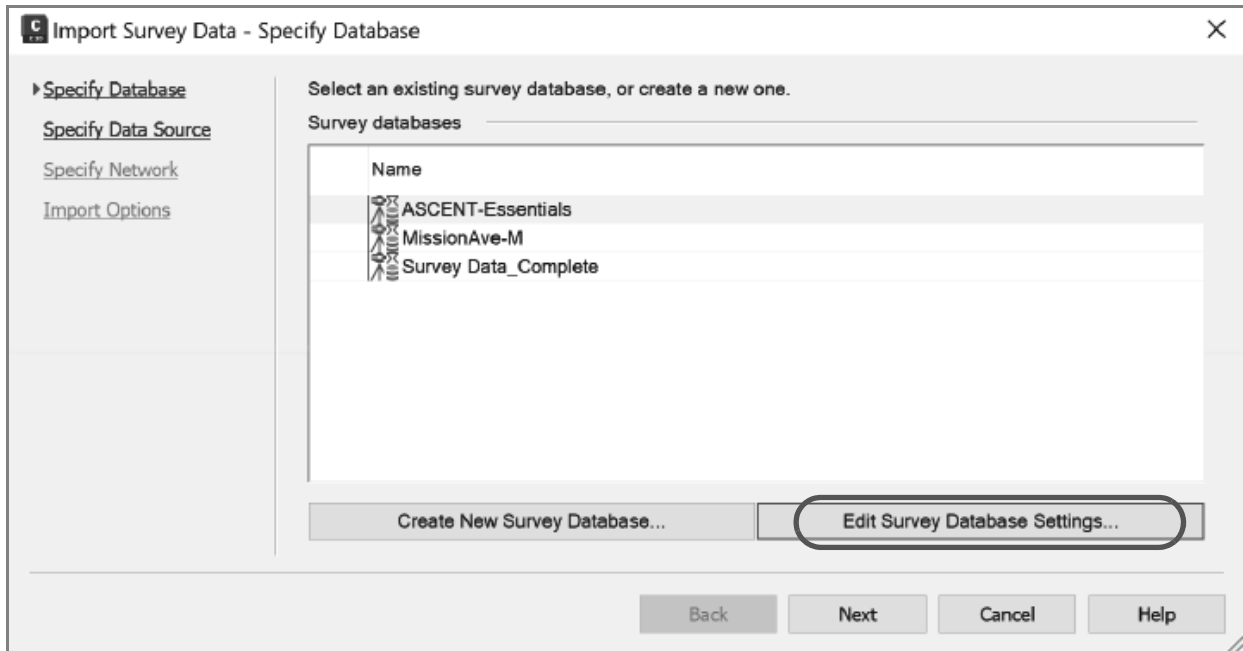 Import Survey Data - Specify Database
Specify Database
Specify Data Source
Specify Network
Import Options
Select an existing survey database, or create a new one.
Survey databases
Name
ASCENT-Essentials
MissionAve-M
Survey Data_Complete
Create New Survey Database...
Edit Survey Database Settings...
Back
Next
Cancel
Help